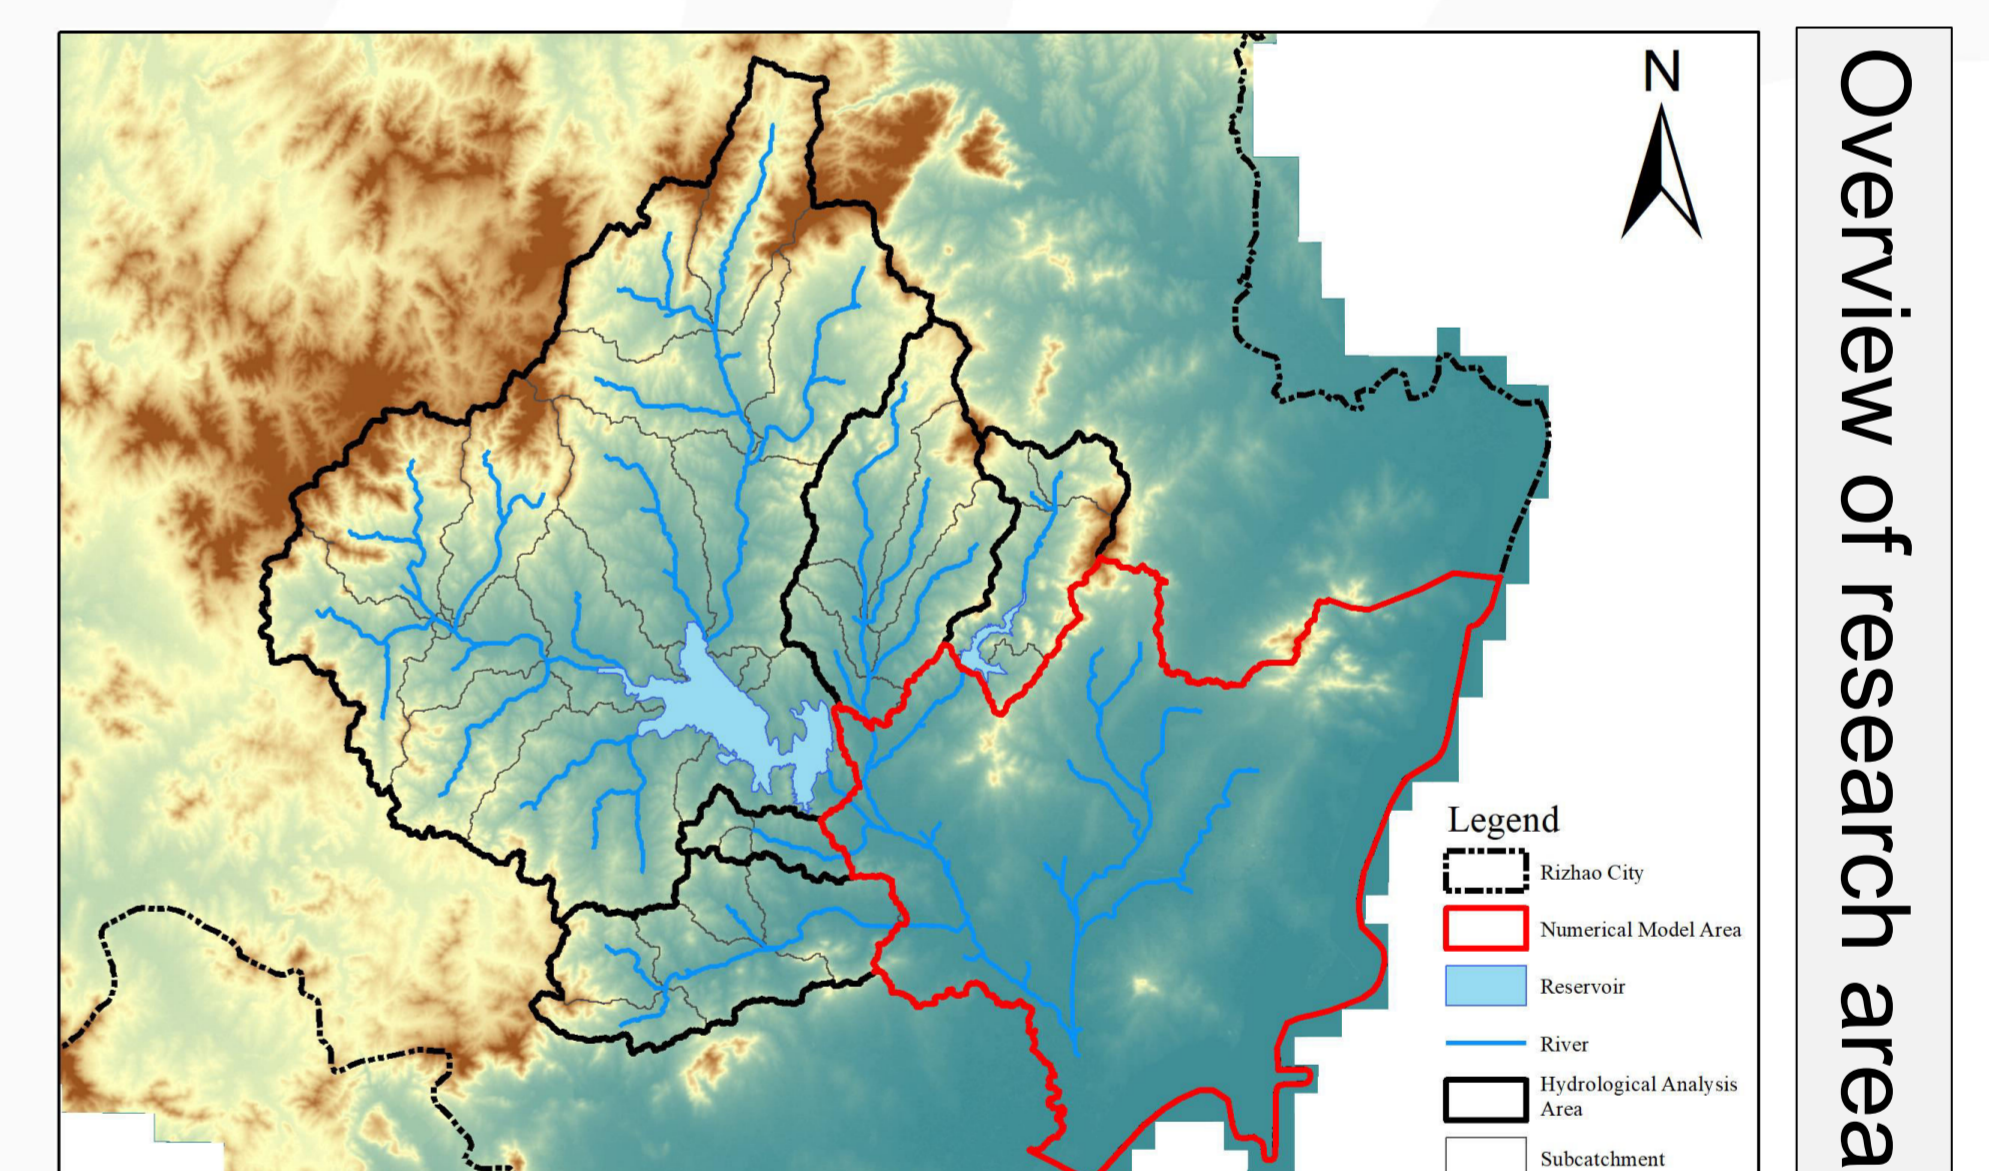 N
Legend
Rizhao City
Numerical Model Area
Reservoir
River
Hydrological Analysis
Area
Subcatchment
Overview of research area